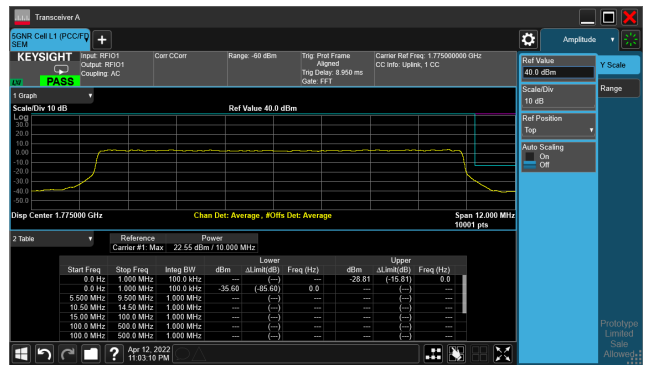 Transceiver A
5GNR Cell L1 (PCC/F
SEM
Amplitude
KEYSIGHT
Input: RFIO1
Output: RFIO1
Coupling: AC
Corr CCorr
Range: -60 dBm
Trig: Prot Frame
Aligned
Trig Delay: 8.950 ms
Gate: FFT
Carrier Ref Freq: 1.775000000 GHz
CC Info: Uplink, 1 CC
LXI
PASS
Ref Value
40.0 dBm
Y Scale
Scale/Div
10 dB
Range
Ref Position
Top
Auto Scaling
On
Off
1 Graph
Scale/Div 10 dB
Ref Value 40.0 dBm
Log
30.0
20.0
10.0
0.00
-10.0
-20.0
-30.0
-40.0
-50.0
Disp Center 1.775000 GHz
Chan Det: Average, #Offs Det: Average
Span 12.000 MHz
10001 pts
2 Table
Reference Power
Carrier #1: Max 22.55 dBm / 10.000 MHz
Lower Upper
Start Freq Stop Freq Integ BW dBm ΔLimit(dB) Freq (Hz) dBm ΔLimit(dB) Freq (Hz)
0.0 Hz 1.000 MHz 100.0 kHz --- (---) --- -28.81 (-15.81) 0.0
0.0 Hz 1.000 MHz 100.0 kHz -35.60 (-85.60) 0.0 --- (---) ---
5.500 MHz 9.500 MHz 1.000 MHz --- (---) --- --- (---) ---
10.50 MHz 14.50 MHz 1.000 MHz --- (---) --- --- (---) ---
15.00 MHz 100.0 MHz 1.000 MHz --- (---) --- --- (---) ---
100.0 MHz 500.0 MHz 1.000 MHz --- (---) --- --- (---) ---
100.0 MHz 500.0 MHz 1.000 MHz --- (---) --- --- (---) ---
Prototype
Limited
Sale
Allowed
Apr 12, 2022
11:03:10 PM